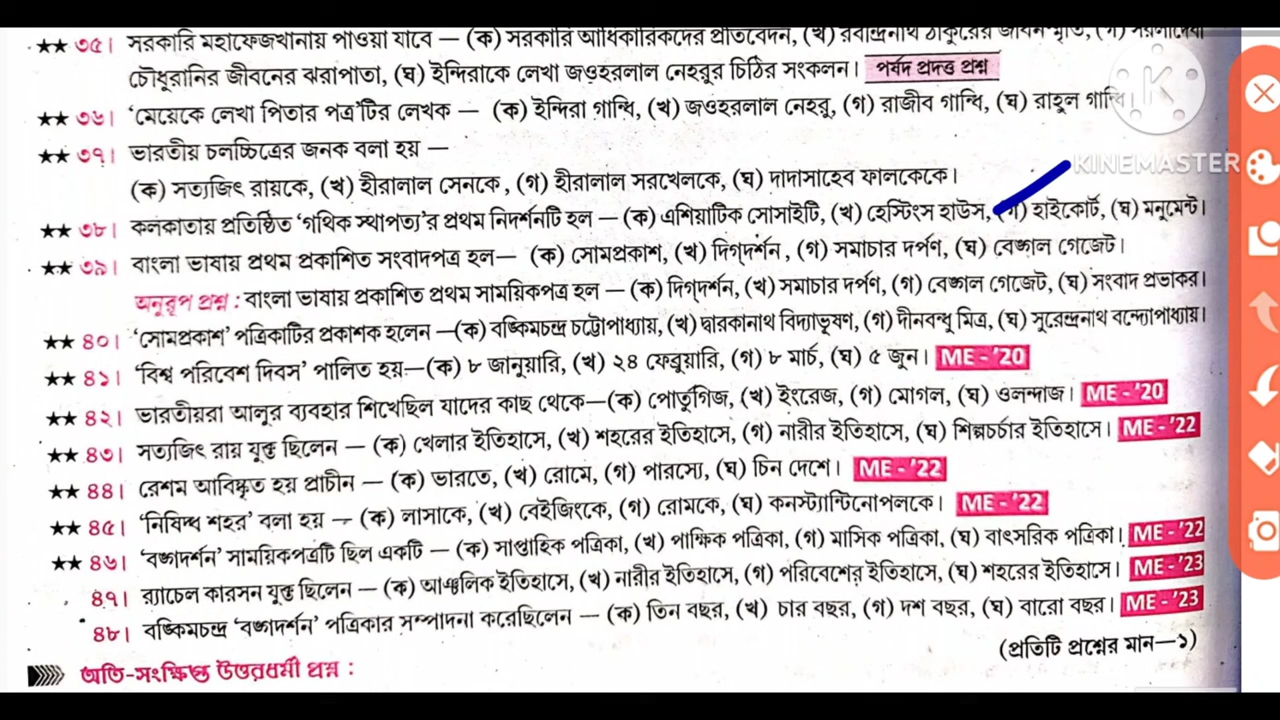 ★★ ৩৫। সরকারি মহাফেজখানায় পাওয়া যাবে — (ক) সরকারি আধিকারিকদের প্রতিবেদন, (খ) রবীন্দ্রনাথ ঠাকুরের জীবনস্মৃতি, (গ) সরলাদেবী
চৌধুরানির জীবনের ঝরাপাতা, (ঘ) ইন্দিরাকে লেখা জওহরলাল নেহরুর চিঠির সংকলন। পর্ষদ প্রদত্ত প্রশ্ন
★★ ৩৬। ‘মেয়েকে লেখা পিতার পত্র’টির লেখক — (ক) ইন্দিরা গান্ধি, (খ) জওহরলাল নেহরু, (গ) রাজীব গান্ধি, (ঘ) রাহুল গান্ধি।
KINEMASTER
★★ ৩৭। ভারতীয় চলচ্চিত্রের জনক বলা হয় —
(ক) সত্যজিৎ রায়কে, (খ) হীরালাল সেনকে, (গ) হীরালাল সরখেলকে, (ঘ) দাদাসাহেব ফালকেকে।
★★ ৩৮। কলকাতায় প্রতিষ্ঠিত ‘গথিক স্থাপত্য’র প্রথম নিদর্শনটি হল — (ক) এশিয়াটিক সোসাইটি, (খ) হেস্টিংস হাউস, (গ) হাইকোর্ট, (ঘ) মনুমেন্ট।
★★ ৩৯। বাংলা ভাষায় প্রথম প্রকাশিত সংবাদপত্র হল— (ক) সোমপ্রকাশ, (খ) দিগ্‌দর্শন, (গ) সমাচার দর্পণ, (ঘ) বেঙ্গল গেজেট।
অনুরূপ প্রশ্ন : বাংলা ভাষায় প্রকাশিত প্রথম সাময়িকপত্র হল — (ক) দিগ্‌দর্শন, (খ) সমাচার দর্পণ, (গ) বেঙ্গল গেজেট, (ঘ) সংবাদ প্রভাকর।
★★ ৪০। ‘সোমপ্রকাশ’ পত্রিকাটির প্রকাশক হলেন —(ক) বঙ্কিমচন্দ্র চট্টোপাধ্যায়, (খ) দ্বারকানাথ বিদ্যাভূষণ, (গ) দীনবন্ধু মিত্র, (ঘ) সুরেন্দ্রনাথ বন্দ্যোপাধ্যায়।
★★ ৪১। ‘বিশ্ব পরিবেশ দিবস’ পালিত হয়—(ক) ৮ জানুয়ারি, (খ) ২৪ ফেব্রুয়ারি, (গ) ৮ মার্চ, (ঘ) ৫ জুন। ME - '20
★★ ৪২। ভারতীয়রা আলুর ব্যবহার শিখেছিল যাদের কাছ থেকে—(ক) পোর্তুগিজ, (খ) ইংরেজ, (গ) মোগল, (ঘ) ওলন্দাজ। ME - '20
★★ ৪৩। সত্যজিৎ রায় যুক্ত ছিলেন — (ক) খেলার ইতিহাসে, (খ) শহরের ইতিহাসে, (গ) নারীর ইতিহাসে, (ঘ) শিল্পচর্চার ইতিহাসে। ME - '22
★★ ৪৪। রেশম আবিষ্কৃত হয় প্রাচীন — (ক) ভারতে, (খ) রোমে, (গ) পারস্যে, (ঘ) চিন দেশে। ME - '22
★★ ৪৫। ‘নিষিদ্ধ শহর’ বলা হয় — (ক) লাসাকে, (খ) বেইজিংকে, (গ) রোমকে, (ঘ) কনস্ট্যান্টিনোপলকে। ME - '22
★★ ৪৬। ‘বঙ্গদর্শন’ সাময়িকপত্রটি ছিল একটি — (ক) সাপ্তাহিক পত্রিকা, (খ) পাক্ষিক পত্রিকা, (গ) মাসিক পত্রিকা, (ঘ) বাৎসরিক পত্রিকা। ME - '22
৪৭। র‍্যাচেল কারসন যুক্ত ছিলেন — (ক) আঞ্চলিক ইতিহাসে, (খ) নারীর ইতিহাসে, (গ) পরিবেশের ইতিহাসে, (ঘ) শহরের ইতিহাসে। ME - '23
৪৮। বঙ্কিমচন্দ্র ‘বঙ্গদর্শন’ পত্রিকার সম্পাদনা করেছিলেন — (ক) তিন বছর, (খ) চার বছর, (গ) দশ বছর, (ঘ) বারো বছর। ME - '23
(প্রতিটি প্রশ্নের মান—১)
অতি-সংক্ষিপ্ত উত্তরধর্মী প্রশ্ন :